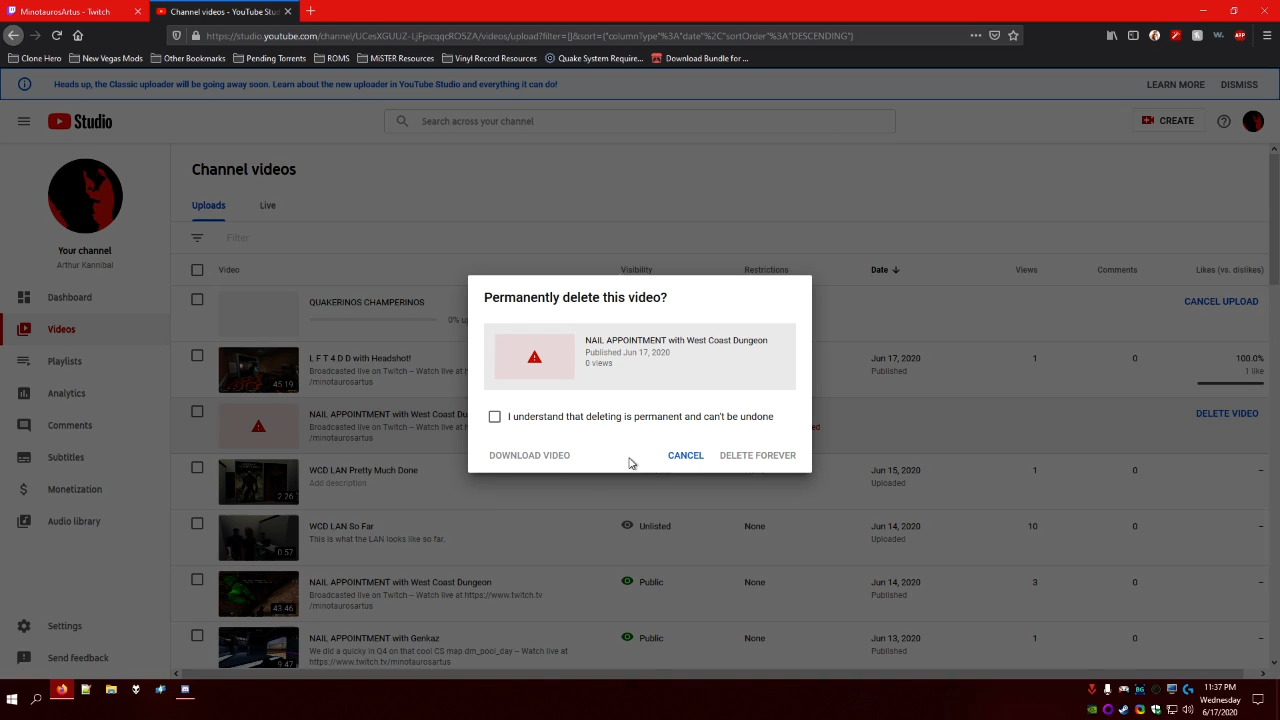 MinotaurosArtus - Twitch
Channel videos - YouTube Stud
https://studio.youtube.com/channel/UCesXGUUZ-LjFpicqqcRO5ZA/videos/upload?filter=[]&sort={"columnType"%3A"date"%2C"sortOrder"%3A"DESCENDING"}
Clone Hero
New Vegas Mods
Other Bookmarks
Pending Torrents
ROMS
MiSTER Resources
Vinyl Record Resources
Quake System Require...
Download Bundle for ...
Heads up, the Classic uploader will be going away soon. Learn about the new uploader in YouTube Studio and everything it can do!
LEARN MORE
DISMISS
Studio
Search across your channel
CREATE
Your channel
Arthur Kannibal
Dashboard
Videos
Playlists
Analytics
Comments
Subtitles
Monetization
Audio library
Settings
Send feedback
Channel videos
Uploads
Live
Filter
Video
Visibility
Restrictions
Date
Views
Comments
Likes (vs. dislikes)
QUAKERINOS CHAMPERINOS
0% up
CANCEL UPLOAD
L F T 4 D D with Headshot!
Broadcasted live on Twitch -- Watch live at
/minotaurosartus
45:19
Jun 17, 2020
Published
1
0
100.0%
1 like
NAIL APPOINTMENT with West Coast Du
Broadcasted live on Twitch -- Watch live at
/minotaurosartus
DELETE VIDEO
WCD LAN Pretty Much Done
Add description
2:26
Jun 15, 2020
Uploaded
1
0
–
WCD LAN So Far
This is what the LAN looks like so far.
0:57
Unlisted
None
Jun 14, 2020
Uploaded
10
0
–
NAIL APPOINTMENT with West Coast Dungeon
Broadcasted live on Twitch -- Watch live at https://www.twitch.tv
/minotaurosartus
43:46
Public
None
Jun 14, 2020
Published
3
0
–
NAIL APPOINTMENT with Genkaz
We did a quicky in Q4 on that cool CS map dm_pool_day -- Watch live at
https://www.twitch.tv/minotaurosartus
9:47
Public
None
Jun 13, 2020
Published
1
0
–
Permanently delete this video?
NAIL APPOINTMENT with West Coast Dungeon
Published Jun 17, 2020
0 views
I understand that deleting is permanent and can't be undone
DOWNLOAD VIDEO
CANCEL
DELETE FOREVER
11:37 PM
Wednesday
6/17/2020